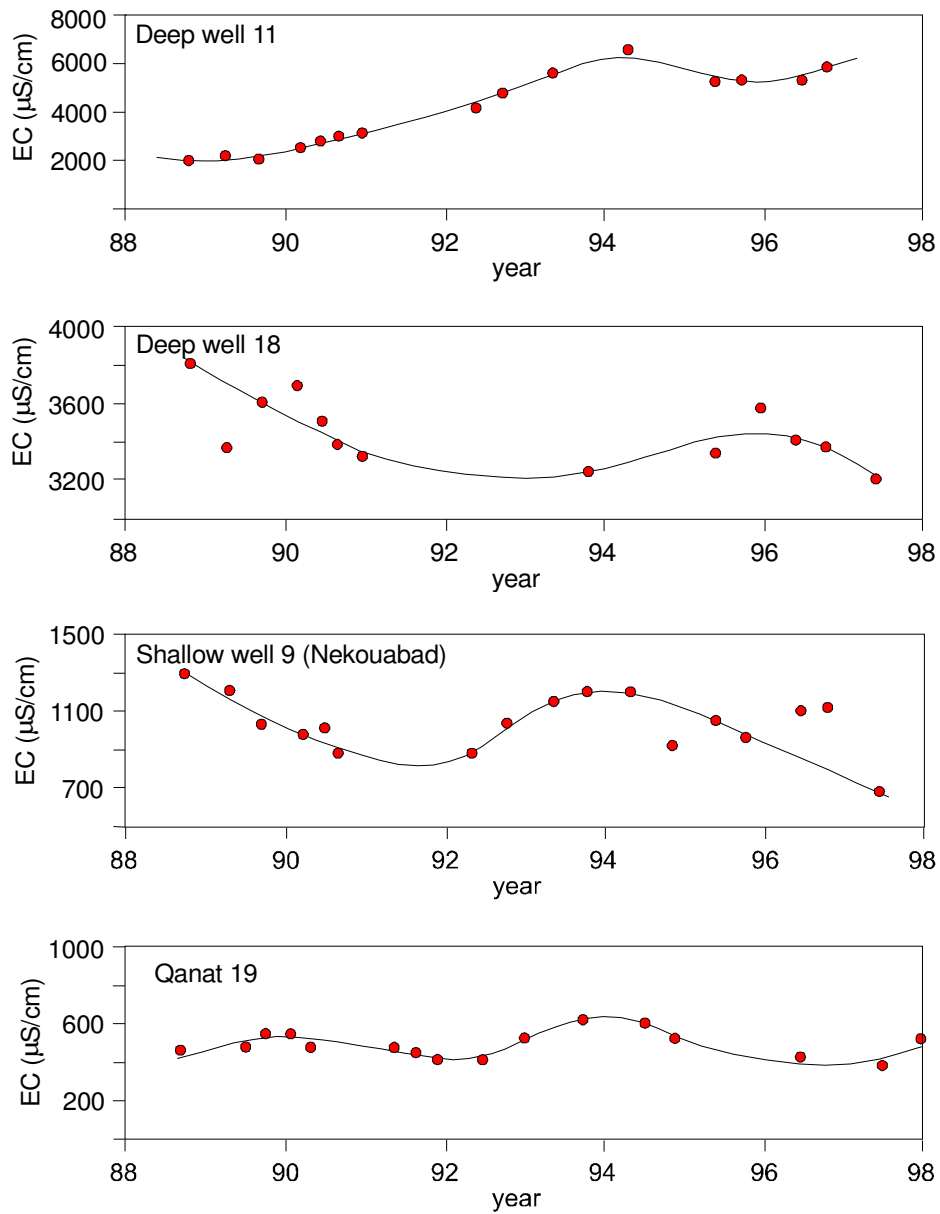 8000
Deep well 11
6000
4000
2000
EC (µS/cm)
88 90 92 94 96 98
year
4000
Deep well 18
3600
3200
EC (µS/cm)
88 90 92 94 96 98
year
1500
Shallow well 9 (Nekouabad)
1100
700
EC (µS/cm)
88 90 92 94 96 98
year
1000
Qanat 19
600
200
EC (µS/cm)
88 90 92 94 96 98
year